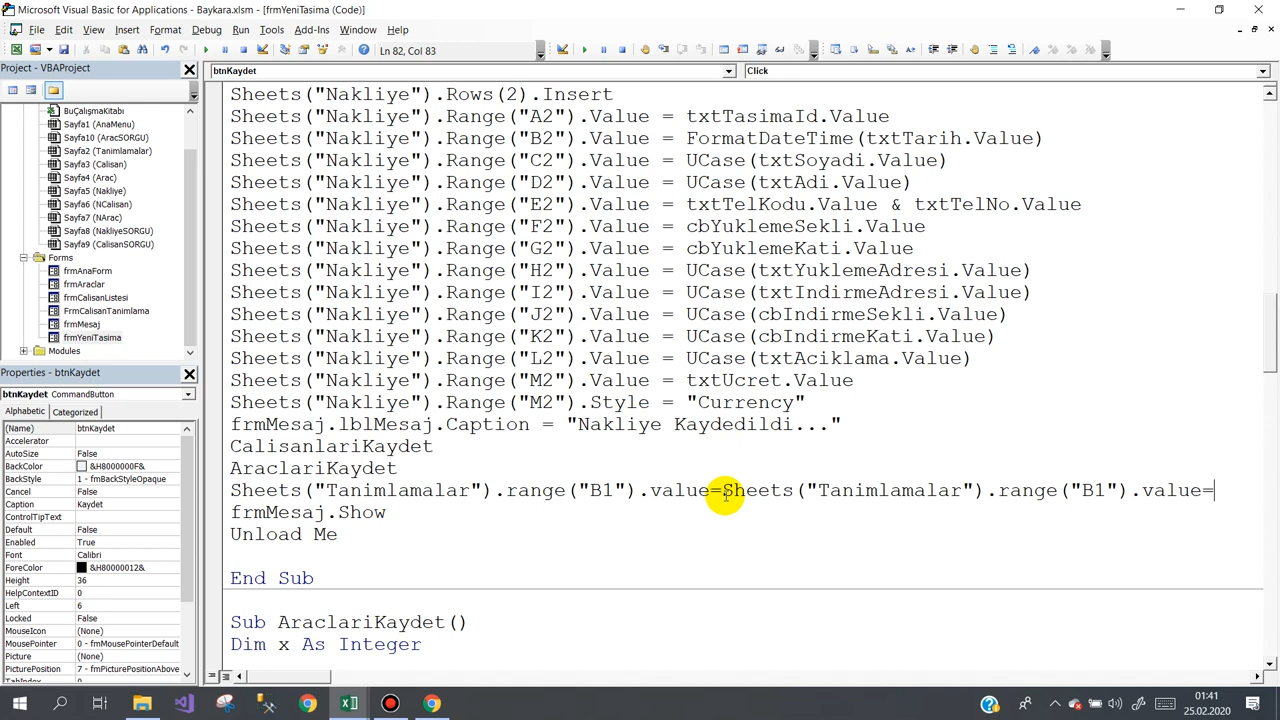 Microsoft Visual Basic for Applications - Baykara.xlsm - [frmYeniTasima (Code)]
File Edit View Insert Format Debug Run Tools Add-Ins Window Help
Ln 82, Col 83
Project - VBAProject
btnKaydet Click
BuÇalışmaKitabı
Sayfa1 (AnaMenu)
Sayfa10 (AracSORGU)
Sayfa2 (Tanimlamalar)
Sayfa3 (Calisan)
Sayfa4 (Arac)
Sayfa5 (Nakliye)
Sayfa6 (NCalisan)
Sayfa7 (NArac)
Sayfa8 (NakliyeSORGU)
Sayfa9 (CalisanSORGU)
Forms
frmAnaForm
frmAraclar
frmCalisanListesi
FrmCalisanTanimlama
frmMesaj
frmYeniTasima
Modules
Properties - btnKaydet
btnKaydet CommandButton
Alphabetic Categorized
(Name) btnKaydet
Accelerator
AutoSize False
BackColor &H8000000F&
BackStyle 1 - fmBackStyleOpaque
Cancel False
Caption Kaydet
ControlTipText
Default False
Enabled True
Font Calibri
ForeColor &H80000012&
Height 36
HelpContextID 0
Left 6
Locked False
MouseIcon (None)
MousePointer 0 - fmMousePointerDefault
Picture (None)
PicturePosition 7 - fmPicturePositionAbove
TabIndex 0
Sheets("Nakliye").Rows(2).Insert
Sheets("Nakliye").Range("A2").Value = txtTasimaId.Value
Sheets("Nakliye").Range("B2").Value = FormatDateTime(txtTarih.Value)
Sheets("Nakliye").Range("C2").Value = UCase(txtSoyadi.Value)
Sheets("Nakliye").Range("D2").Value = UCase(txtAdi.Value)
Sheets("Nakliye").Range("E2").Value = txtTelKodu.Value & txtTelNo.Value
Sheets("Nakliye").Range("F2").Value = cbYuklemeSekli.Value
Sheets("Nakliye").Range("G2").Value = cbYuklemeKati.Value
Sheets("Nakliye").Range("H2").Value = UCase(txtYuklemeAdresi.Value)
Sheets("Nakliye").Range("I2").Value = UCase(txtIndirmeAdresi.Value)
Sheets("Nakliye").Range("J2").Value = UCase(cbIndirmeSekli.Value)
Sheets("Nakliye").Range("K2").Value = UCase(cbIndirmeKati.Value)
Sheets("Nakliye").Range("L2").Value = UCase(txtAciklama.Value)
Sheets("Nakliye").Range("M2").Value = txtUcret.Value
Sheets("Nakliye").Range("M2").Style = "Currency"
frmMesaj.lblMesaj.Caption = "Nakliye Kaydedildi..."
CalisanlariKaydet
AraclariKaydet
Sheets("Tanimlamalar").range("B1").value=Sheets("Tanimlamalar").range("B1").value=
frmMesaj.Show
Unload Me
End Sub
Sub AraclariKaydet()
Dim x As Integer
01:41
25.02.2020